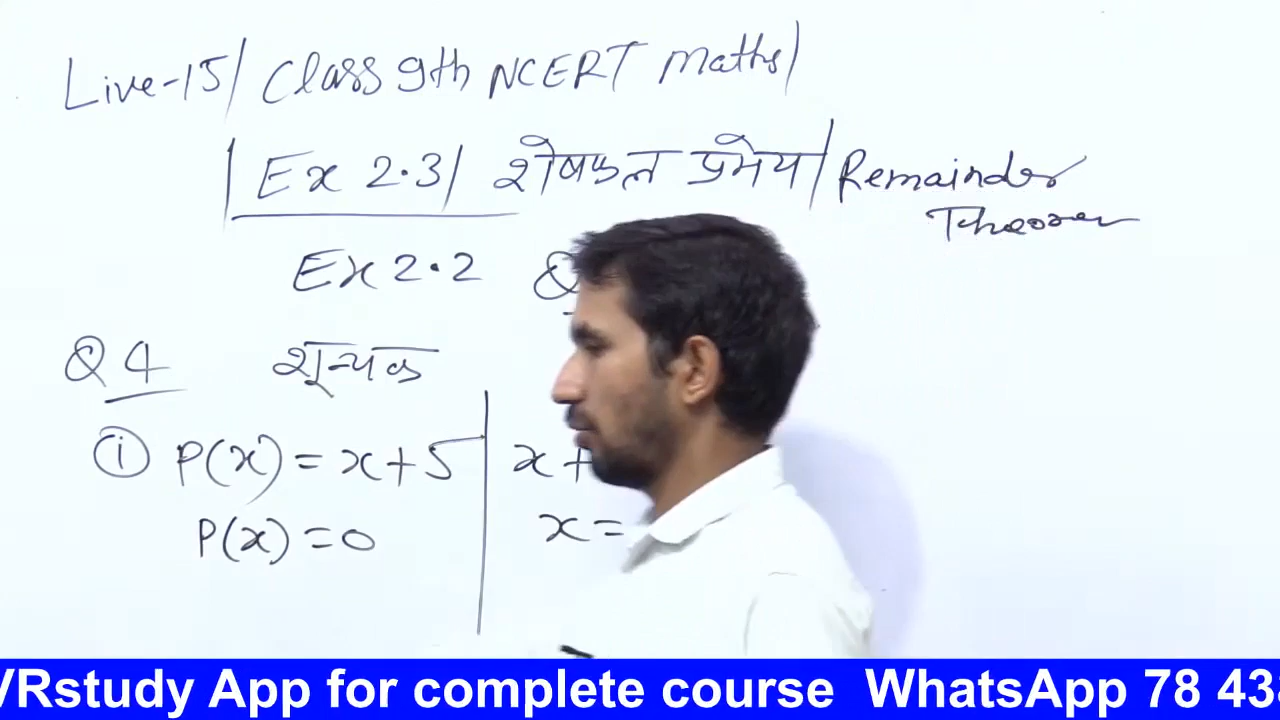 Live-15/ Class 9th NCERT Maths/
| Ex 2.3/ शेषफल प्रमेय/ Remainder
Theorem
Ex 2.2 Q
Q 4 शून्यक
① P(x) = x+5 | x+
P(x) = 0 x =
VRstudy App for complete course WhatsApp 78 43